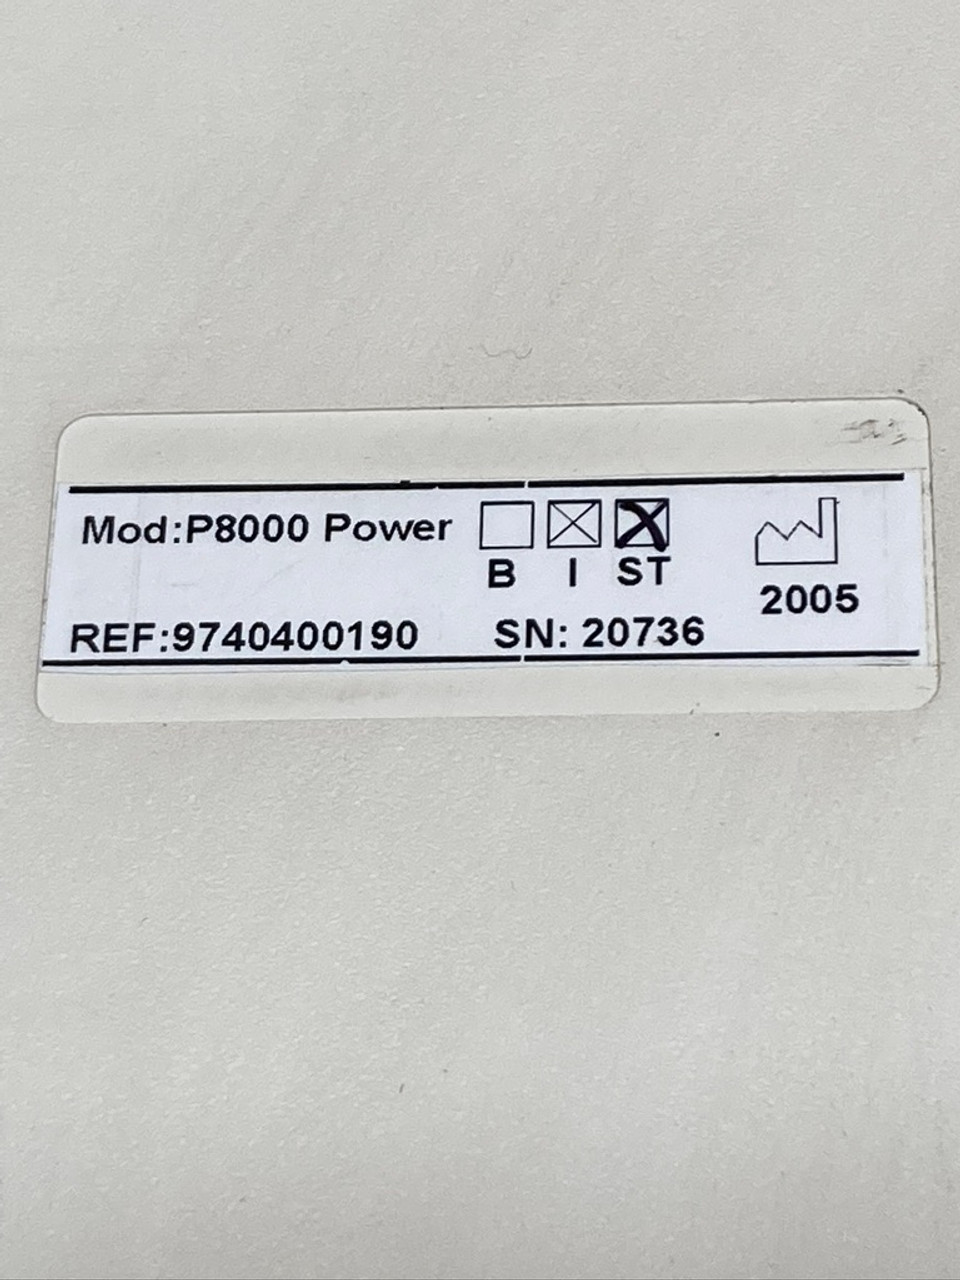 Mod:P8000 Power
B I ST
2005
REF:9740400190 SN: 20736